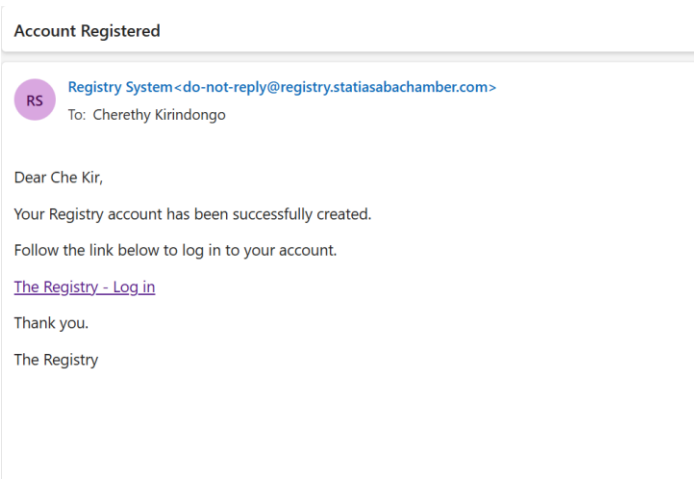 Account Registered
RS
Registry System<do-not-reply@registry.statiasabachamber.com>
To: Cherethy Kirindongo
Dear Che Kir,
Your Registry account has been successfully created.
Follow the link below to log in to your account.
The Registry - Log in
Thank you.
The Registry